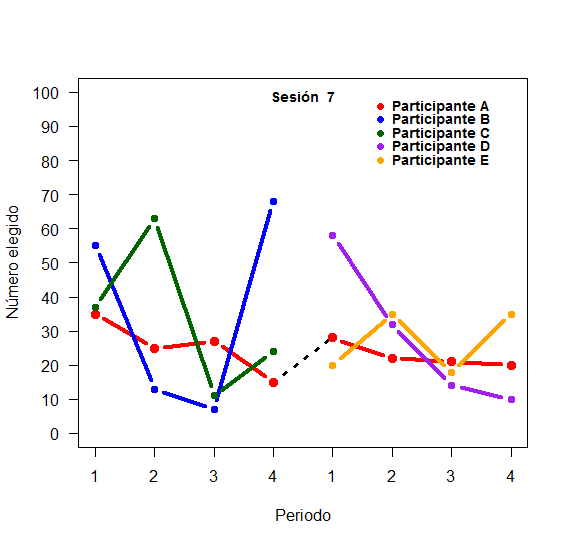 Sesión 7
Participante A
Participante B
Participante C
Participante D
Participante E
Número elegido
100
90
80
70
60
50
40
30
20
10
0
1 2 3 4 1 2 3 4
Periodo